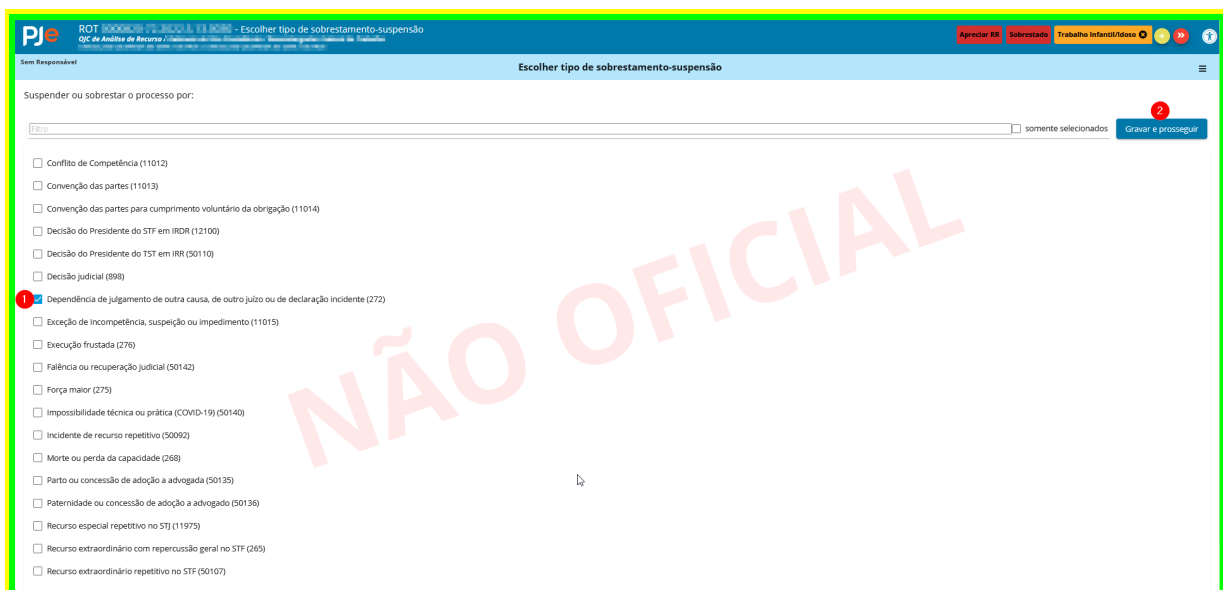 PJe
ROT - Escolher tipo de sobrestamento-suspensão
OJC de Análise de Recurso /
Apreciar RR
Sobrestado
Trabalho Infantil/Idoso
Sem Responsável
Escolher tipo de sobrestamento-suspensão
Suspender ou sobrestar o processo por:
2
Filtro
somente selecionados
Gravar e prosseguir
Conflito de Competência (11012)
Convenção das partes (11013)
Convenção das partes para cumprimento voluntário da obrigação (11014)
Decisão do Presidente do STF em IRDR (12100)
Decisão do Presidente do TST em IRR (50110)
Decisão judicial (898)
1 Dependência de julgamento de outra causa, de outro juízo ou de declaração incidente (272)
Exceção de Incompetência, suspeição ou impedimento (11015)
Execução frustada (276)
Falência ou recuperação judicial (50142)
Força maior (275)
Impossibilidade técnica ou prática (COVID-19) (50140)
Incidente de recurso repetitivo (50092)
Morte ou perda da capacidade (268)
Parto ou concessão de adoção a advogada (50135)
Paternidade ou concessão de adoção a advogado (50136)
Recurso especial repetitivo no STJ (11975)
Recurso extraordinário com repercussão geral no STF (265)
Recurso extraordinário repetitivo no STF (50107)
NÃO OFICIAL